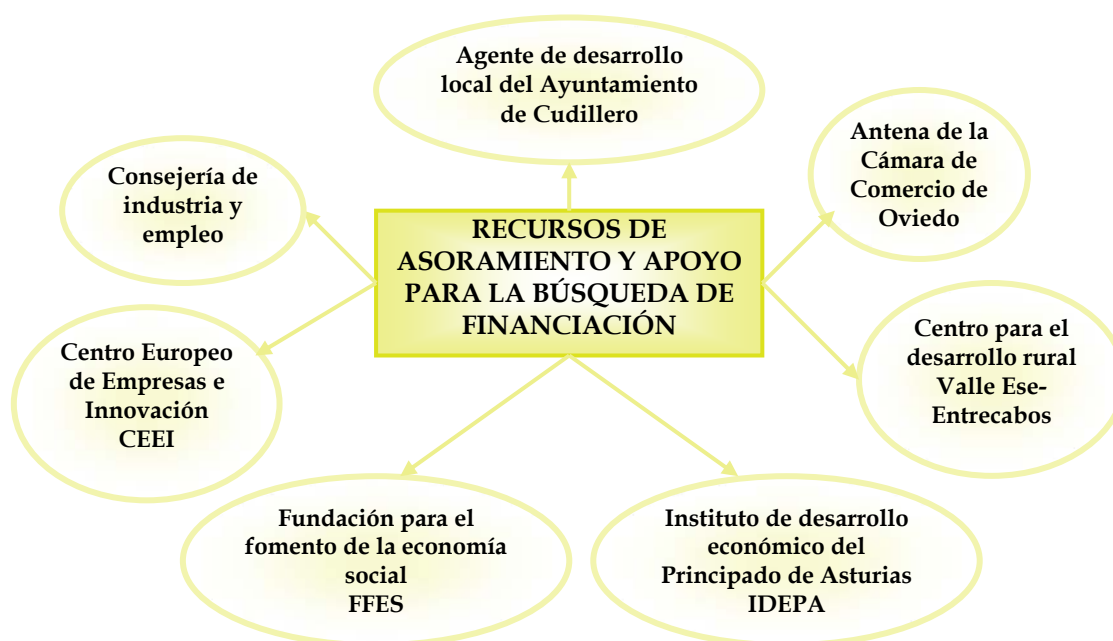 Agente de desarrollo
local del Ayuntamiento
de Cudillero
Antena de la
Cámara de
Comercio de
Oviedo
Consejería de
industria y
empleo
RECURSOS DE
ASORAMIENTO Y APOYO
PARA LA BÚSQUEDA DE
FINANCIACIÓN
Centro Europeo
de Empresas e
Innovación
CEEI
Centro para el
desarrollo rural
Valle Ese-
Entrecabos
Fundación para el
fomento de la economía
social
FFES
Instituto de desarrollo
económico del
Principado de Asturias
IDEPA